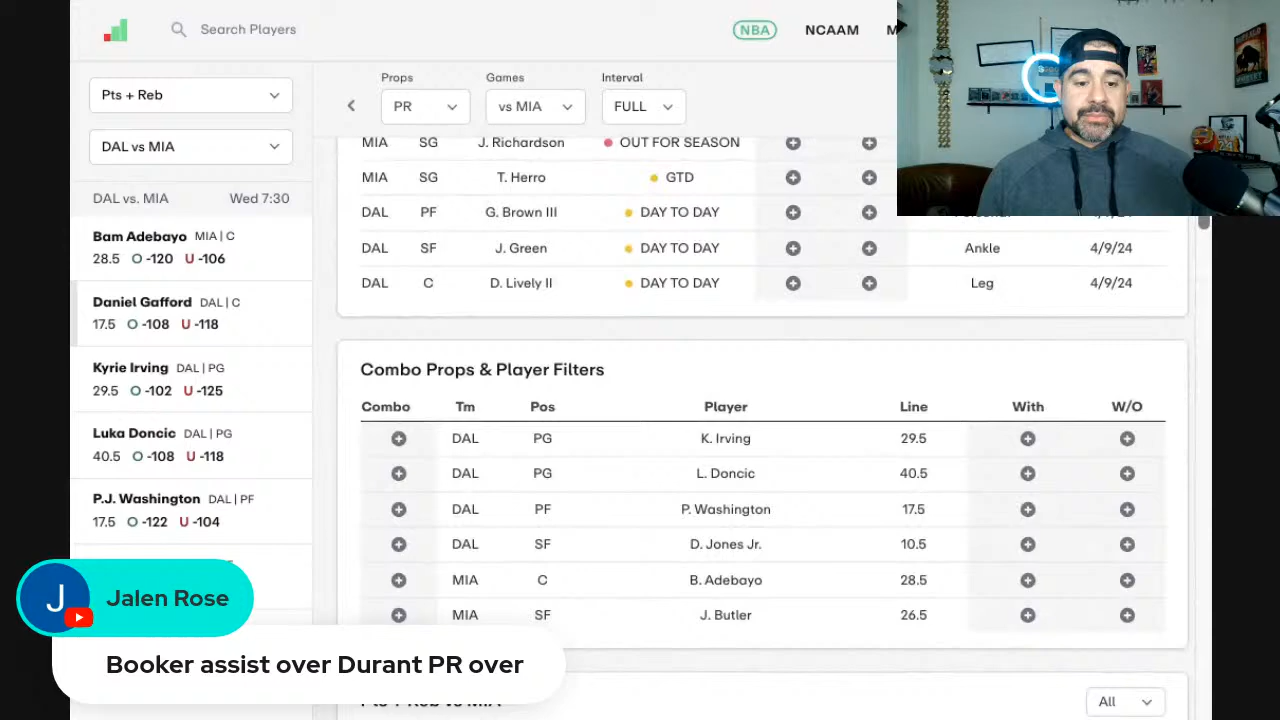 Search Players
NBA
NCAAM
Pts + Reb
DAL vs MIA
Props
Games
Interval
PR
vs MIA
FULL
DAL vs. MIA Wed 7:30
Bam Adebayo MIA | C
28.5 O -120 U -106
Daniel Gafford DAL | C
17.5 O -108 U -118
Kyrie Irving DAL | PG
29.5 O -102 U -125
Luka Doncic DAL | PG
40.5 O -108 U -118
P.J. Washington DAL | PF
17.5 O -122 U -104
MIA SG J. Richardson OUT FOR SEASON
MIA SG T. Herro GTD
DAL PF G. Brown III DAY TO DAY
DAL SF J. Green DAY TO DAY Ankle 4/9/24
DAL C D. Lively II DAY TO DAY Leg 4/9/24
Combo Props & Player Filters
Combo Tm Pos Player Line With W/O
DAL PG K. Irving 29.5
DAL PG L. Doncic 40.5
DAL PF P. Washington 17.5
DAL SF D. Jones Jr. 10.5
MIA C B. Adebayo 28.5
MIA SF J. Butler 26.5
All
J
Jalen Rose
Booker assist over Durant PR over